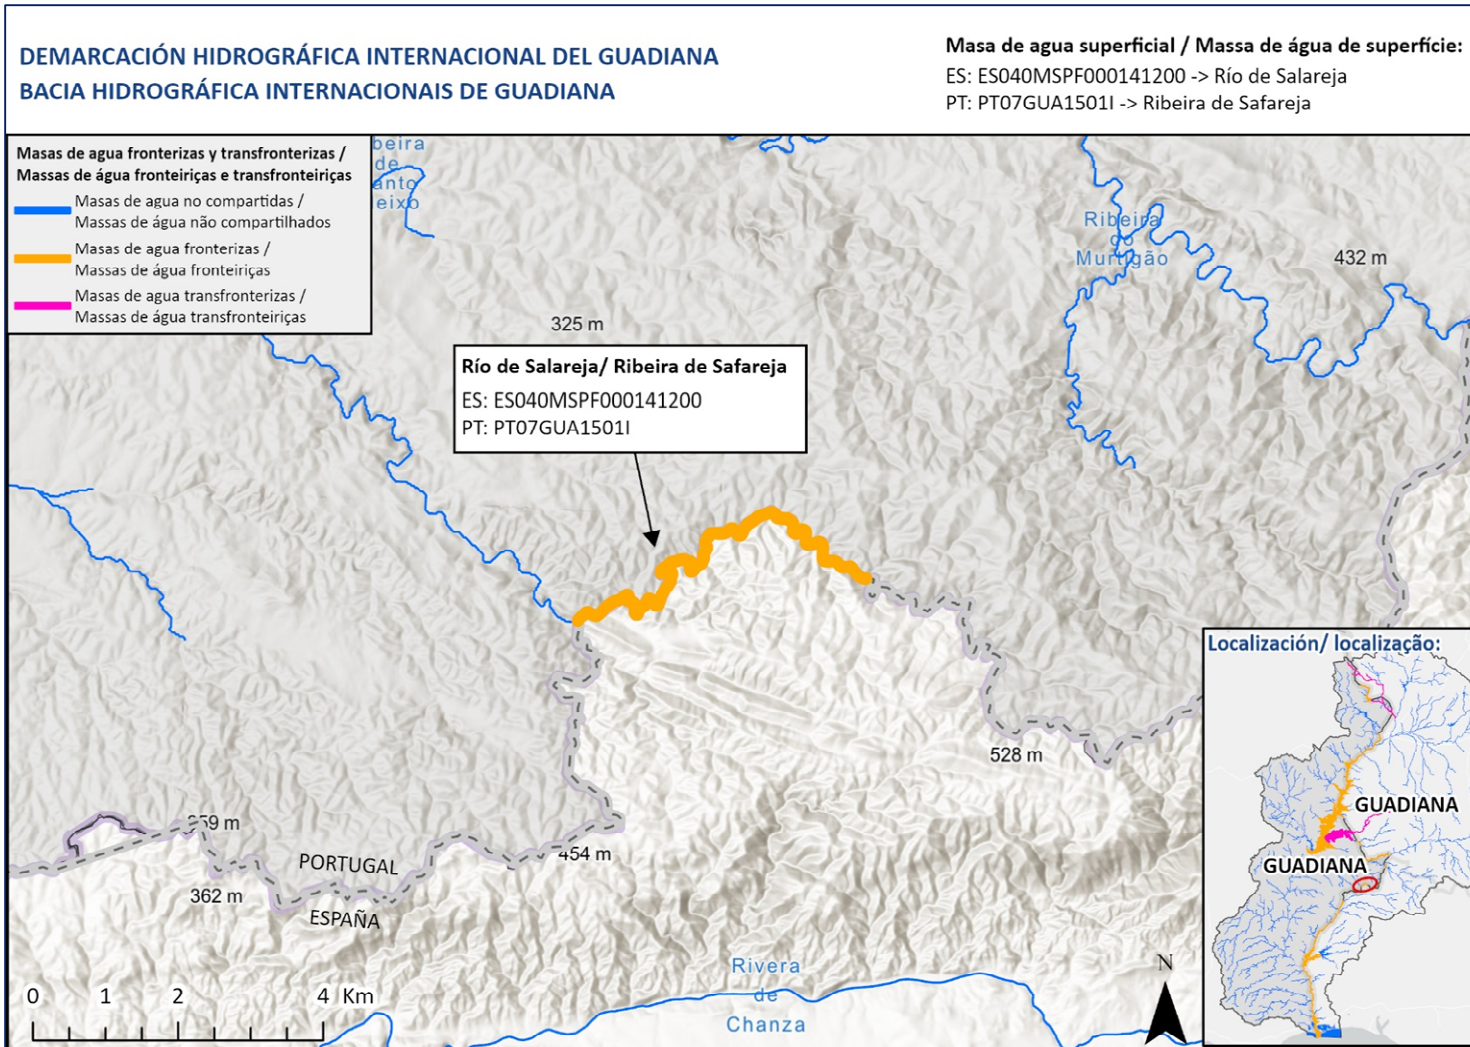 DEMARCACIÓN HIDROGRÁFICA INTERNACIONAL DEL GUADIANA
BACIA HIDROGRÁFICA INTERNACIONAIS DE GUADIANA
Masa de agua superficial / Massa de água de superfície:
ES: ES040MSPF000141200 -> Río de Salareja
PT: PT07GUA1501I -> Ribeira de Safareja
Masas de agua fronterizas y transfronterizas /
Massas de água fronteiriças e transfronteiriças
Masas de agua no compartidas /
Massas de água não compartilhados
Masas de agua fronterizas /
Massas de água fronteiriças
Masas de agua transfronterizas /
Massas de água transfronteiriças
beira
de
anto
eixo
Ribeira
do
Murtigão
432 m
325 m
Río de Salareja/ Ribeira de Safareja
ES: ES040MSPF000141200
PT: PT07GUA1501I
528 m
454 m
362 m
PORTUGAL
ESPAÑA
Rivera
de
Chanza
N
0 1 2 4 Km
Localización/ localização:
GUADIANA
GUADIANA